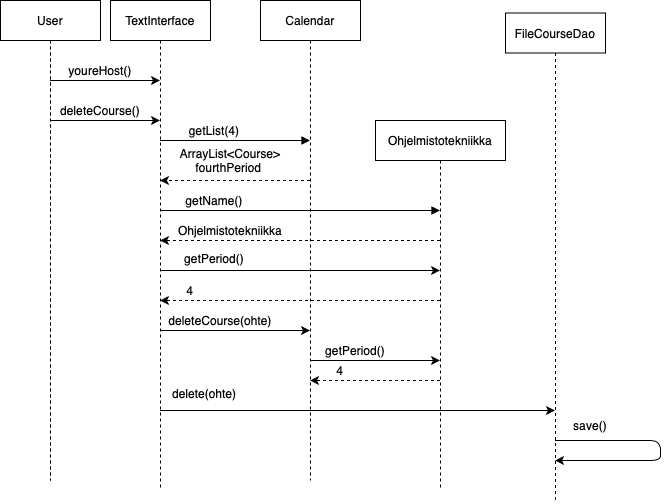 User
TextInterface
Calendar
FileCourseDao
youreHost()
deleteCourse()
getList(4)
Ohjelmistotekniikka
ArrayList<Course>
fourthPeriod
getName()
Ohjelmistotekniikka
getPeriod()
4
deleteCourse(ohte)
getPeriod()
4
delete(ohte)
save()